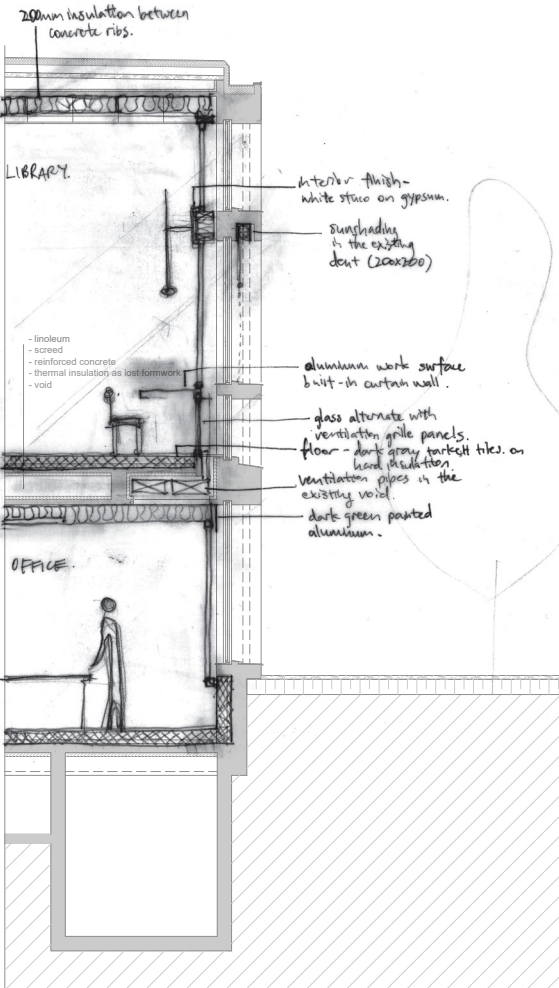 200mm insulation between
concrete ribs.
LIBRARY.
interior finish -
white stuco on gypsum.
sunshading
in the existing
dent (200x200)
- linoleum
- screed
- reinforced concrete
- thermal insulation as lost formwork
- void
aluminum work surface
built-in curtain wall.
glass alternate with
ventilation grille panels.
floor - dark gray tarkett tiles on
hard insulation.
ventilation pipes in the
existing void.
dark green painted
aluminum.
OFFICE.